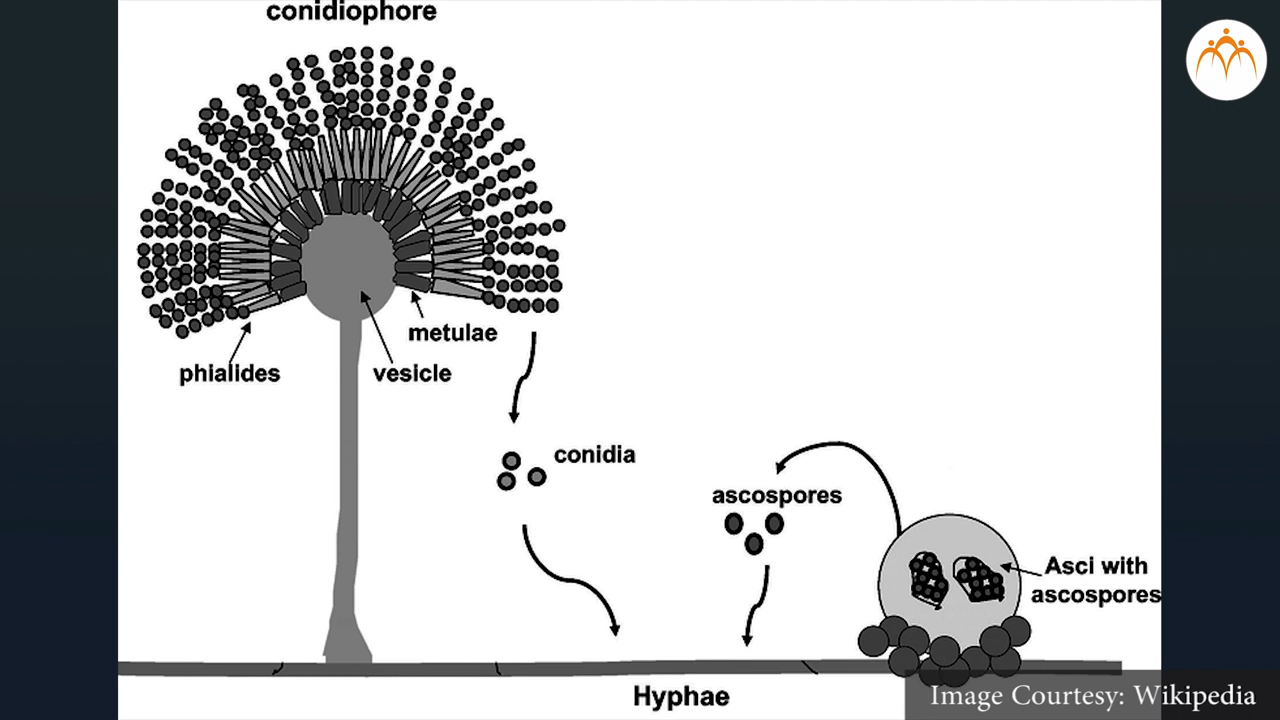 conidiophore
metulae
phialides
vesicle
conidia
ascospores
Asci with
ascospores
Hyphae
Image Courtesy: Wikipedia